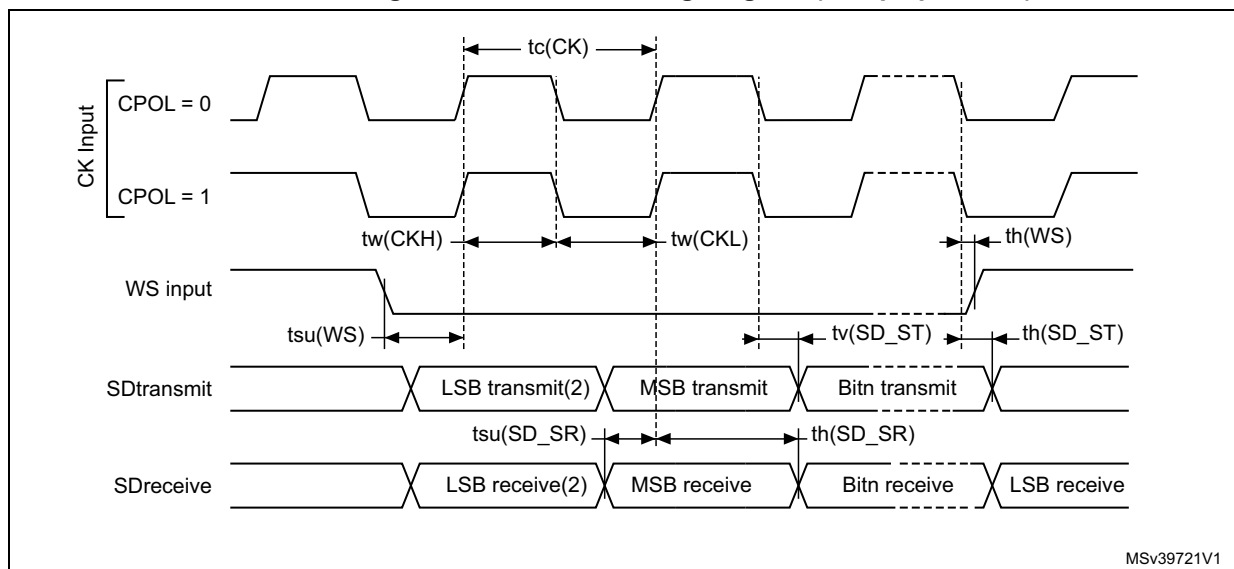 tc(CK)
CK Input
CPOL = 0
CPOL = 1
tw(CKH)
tw(CKL)
th(WS)
WS input
tsu(WS)
tv(SD_ST)
th(SD_ST)
SDtransmit
LSB transmit(2)
MSB transmit
Bitn transmit
tsu(SD_SR)
th(SD_SR)
SDreceive
LSB receive(2)
MSB receive
Bitn receive
LSB receive
MSv39721V1